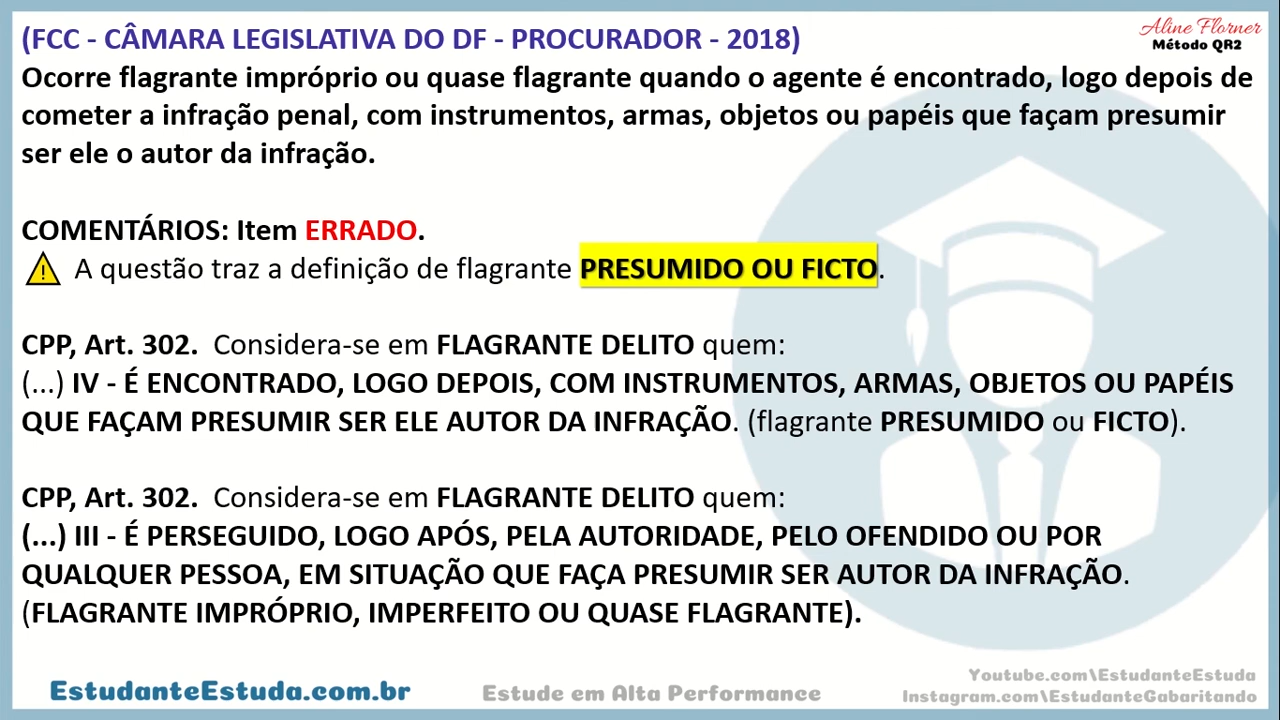 Aline Florner
Método QR2
(FCC - CÂMARA LEGISLATIVA DO DF - PROCURADOR - 2018)
Ocorre flagrante impróprio ou quase flagrante quando o agente é encontrado, logo depois de
cometer a infração penal, com instrumentos, armas, objetos ou papéis que façam presumir
ser ele o autor da infração.
COMENTÁRIOS: Item ERRADO.
A questão traz a definição de flagrante PRESUMIDO OU FICTO.
CPP, Art. 302. Considera-se em FLAGRANTE DELITO quem:
(...) IV - É ENCONTRADO, LOGO DEPOIS, COM INSTRUMENTOS, ARMAS, OBJETOS OU PAPÉIS
QUE FAÇAM PRESUMIR SER ELE AUTOR DA INFRAÇÃO. (flagrante PRESUMIDO ou FICTO).
CPP, Art. 302. Considera-se em FLAGRANTE DELITO quem:
(...) III - É PERSEGUIDO, LOGO APÓS, PELA AUTORIDADE, PELO OFENDIDO OU POR
QUALQUER PESSOA, EM SITUAÇÃO QUE FAÇA PRESUMIR SER AUTOR DA INFRAÇÃO.
(FLAGRANTE IMPRÓPRIO, IMPERFEITO OU QUASE FLAGRANTE).
EstudanteEstuda.com.br
Estude em Alta Performance
Youtube.com\EstudanteEstuda
Instagram.com\EstudanteGabaritando